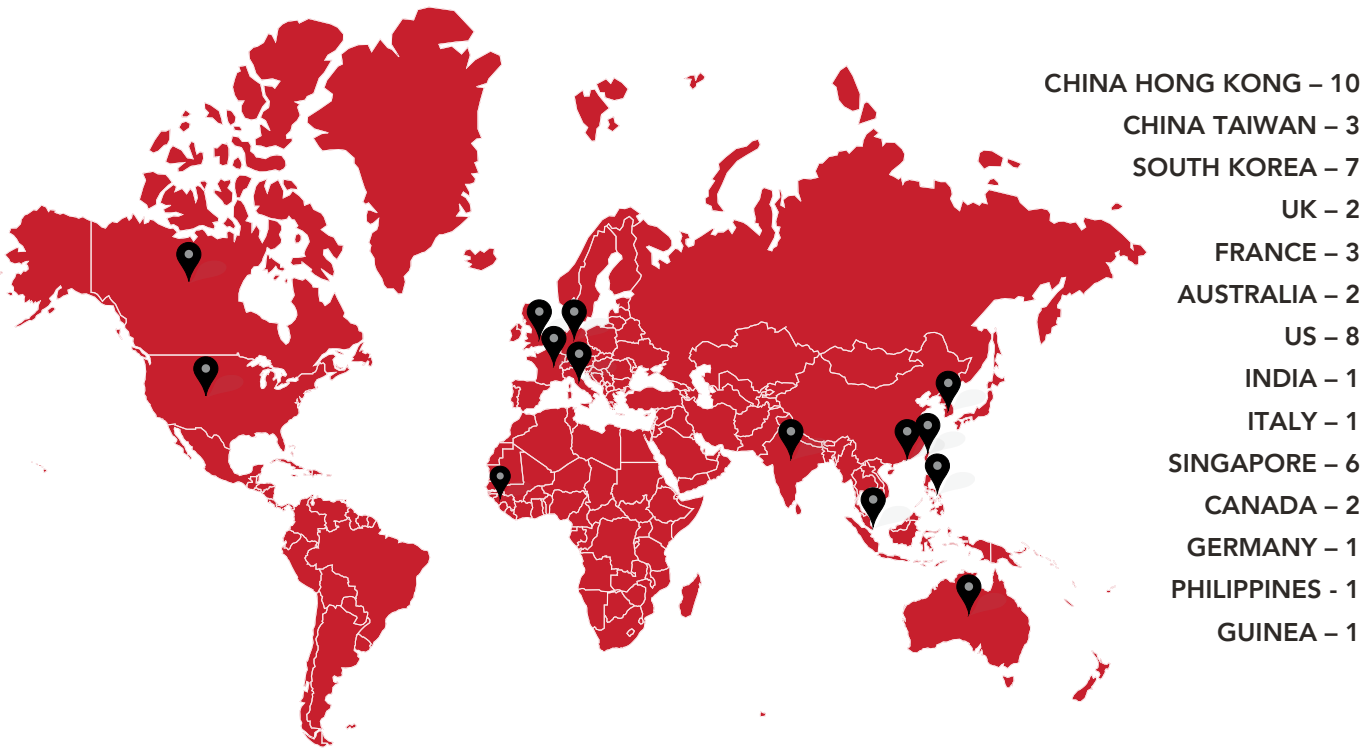 CHINA HONG KONG – 10
CHINA TAIWAN – 3
SOUTH KOREA – 7
UK – 2
FRANCE – 3
AUSTRALIA – 2
US – 8
INDIA – 1
ITALY – 1
SINGAPORE – 6
CANADA – 2
GERMANY – 1
PHILIPPINES - 1
GUINEA – 1